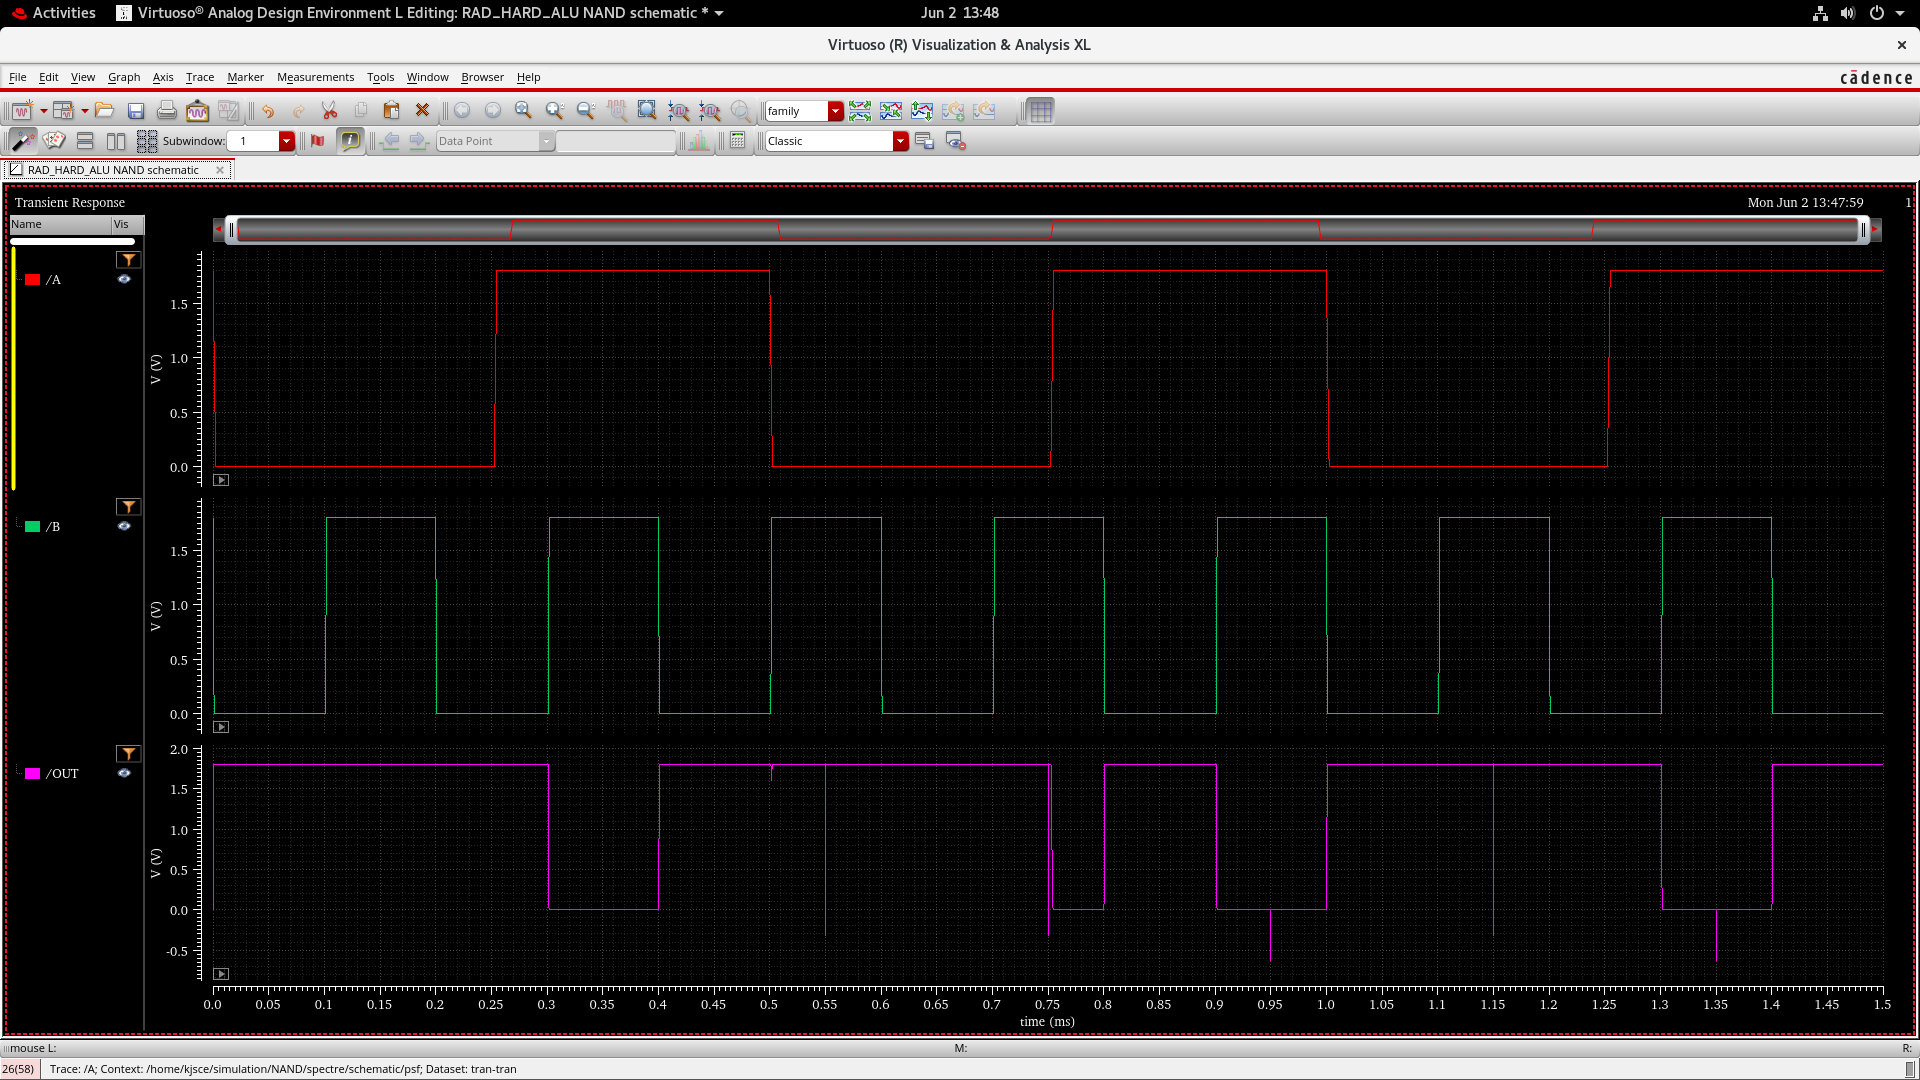 Activities
Virtuoso® Analog Design Environment L Editing: RAD_HARD_ALU NAND schematic *
Jun 2 13:48
Virtuoso (R) Visualization & Analysis XL
File Edit View Graph Axis Trace Marker Measurements Tools Window Browser Help
cādence
family
Subwindow: 1
Data Point
Classic
RAD_HARD_ALU NAND schematic
Transient Response
Mon Jun 2 13:47:59 1
Name Vis
/A
V (V)
1.5
1.0
0.5
0.0
/B
V (V)
1.5
1.0
0.5
0.0
/OUT
V (V)
2.0
1.5
1.0
0.5
0.0
-0.5
0.0 0.05 0.1 0.15 0.2 0.25 0.3 0.35 0.4 0.45 0.5 0.55 0.6 0.65 0.7 0.75 0.8 0.85 0.9 0.95 1.0 1.05 1.1 1.15 1.2 1.25 1.3 1.35 1.4 1.45 1.5
time (ms)
mouse L: M: R:
26(58) Trace: /A; Context: /home/kjsce/simulation/NAND/spectre/schematic/psf; Dataset: tran-tran